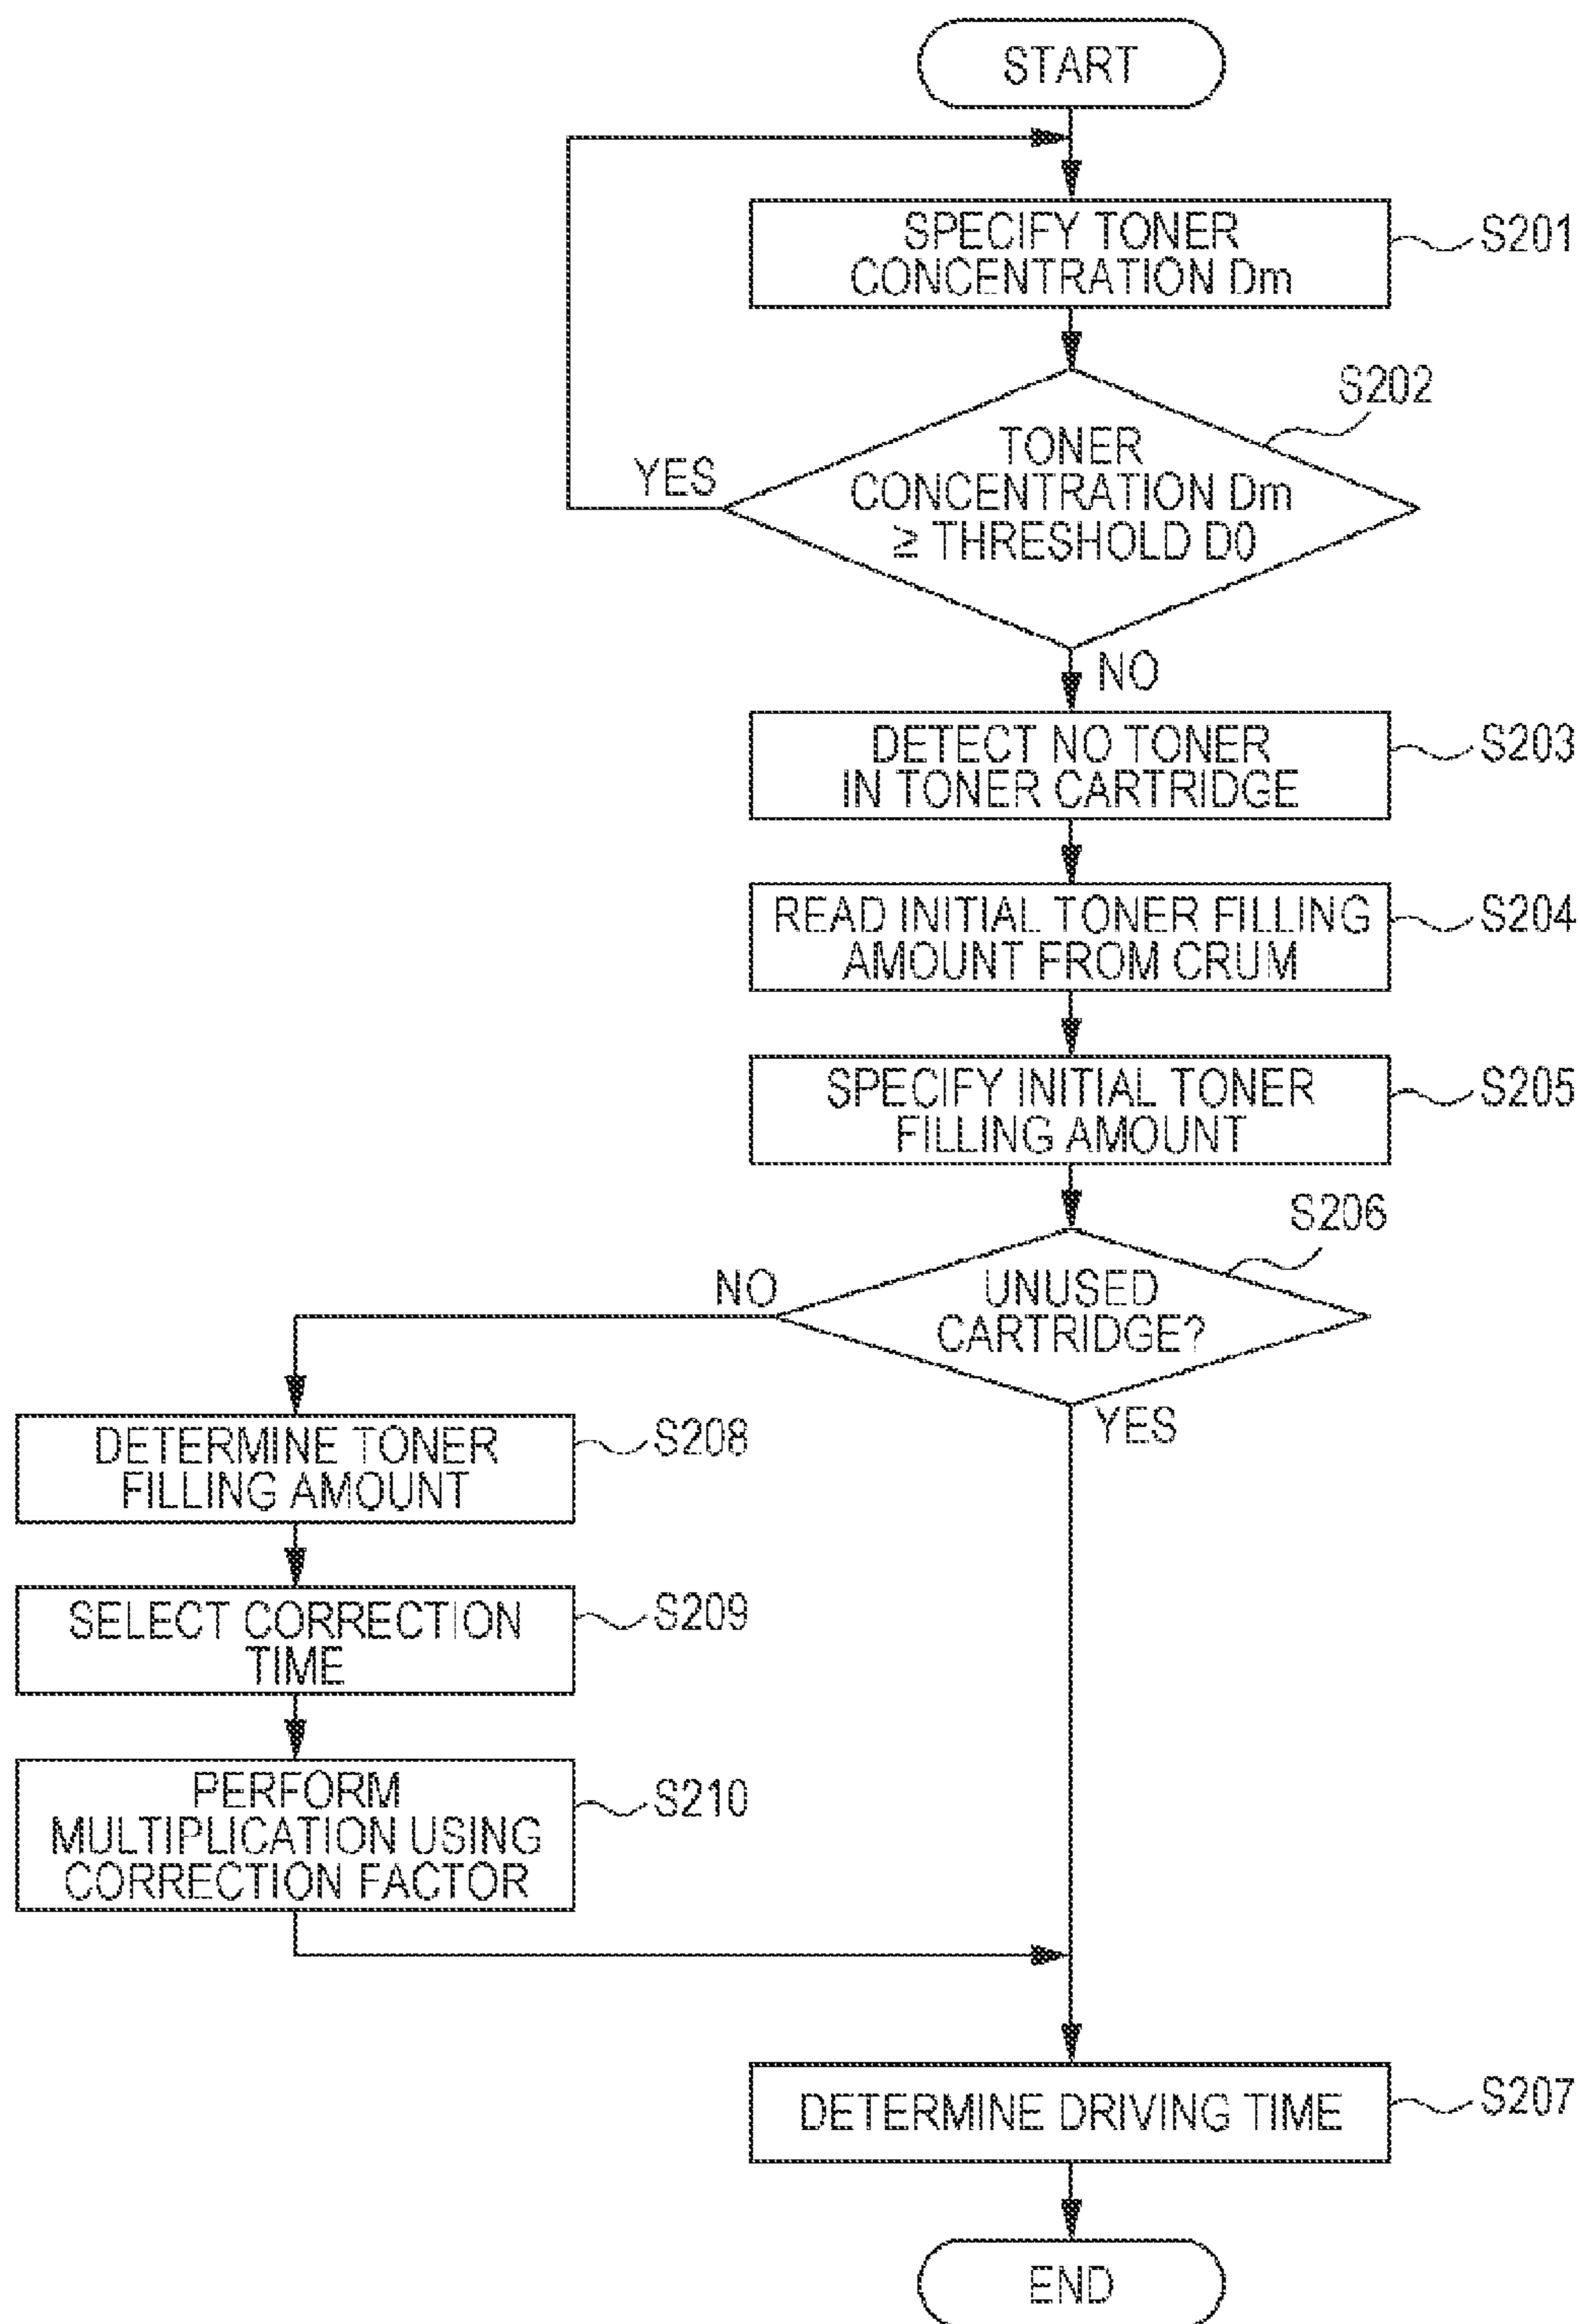 START
SPECIFY TONER
CONCENTRATION Dm
S201
S202
TONER
CONCENTRATION Dm
≥ THRESHOLD D0
YES
NO
DETECT NO TONER
IN TONER CARTRIDGE
S203
READ INITIAL TONER FILLING
AMOUNT FROM CRUM
S204
SPECIFY INITIAL TONER
FILLING AMOUNT
S205
S206
UNUSED
CARTRIDGE?
NO
YES
DETERMINE TONER
FILLING AMOUNT
S208
SELECT CORRECTION
TIME
S209
PERFORM
MULTIPLICATION USING
CORRECTION FACTOR
S210
DETERMINE DRIVING TIME
S207
END